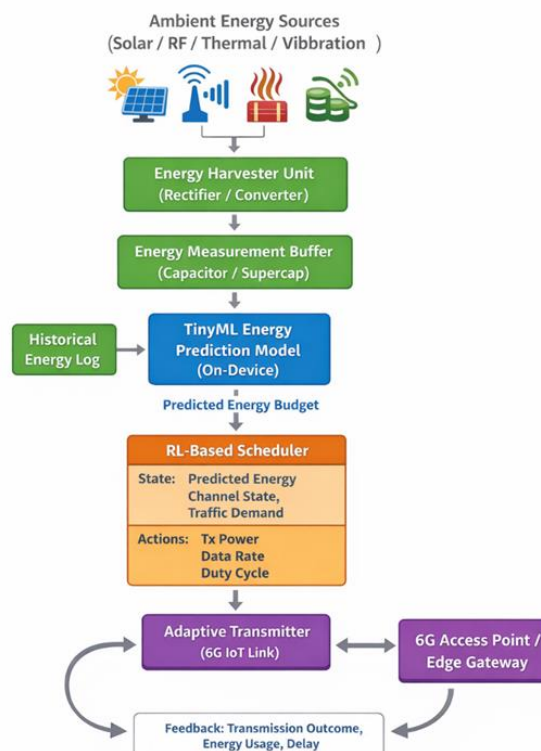 Ambient Energy Sources
(Solar / RF / Thermal / Vibbration )
Energy Harvester Unit
(Rectifier / Converter)
Energy Measurement Buffer
(Capacitor / Supercap)
Historical
Energy Log
TinyML Energy
Prediction Model
(On-Device)
Predicted Energy Budget
RL-Based Scheduler
State: Predicted Energy
Channel State,
Traffic Demand
Actions: Tx Power
Data Rate
Duty Cycle
Adaptive Transmitter
(6G IoT Link)
6G Access Point /
Edge Gateway
Feedback: Transmission Outcome,
Energy Usage, Delay